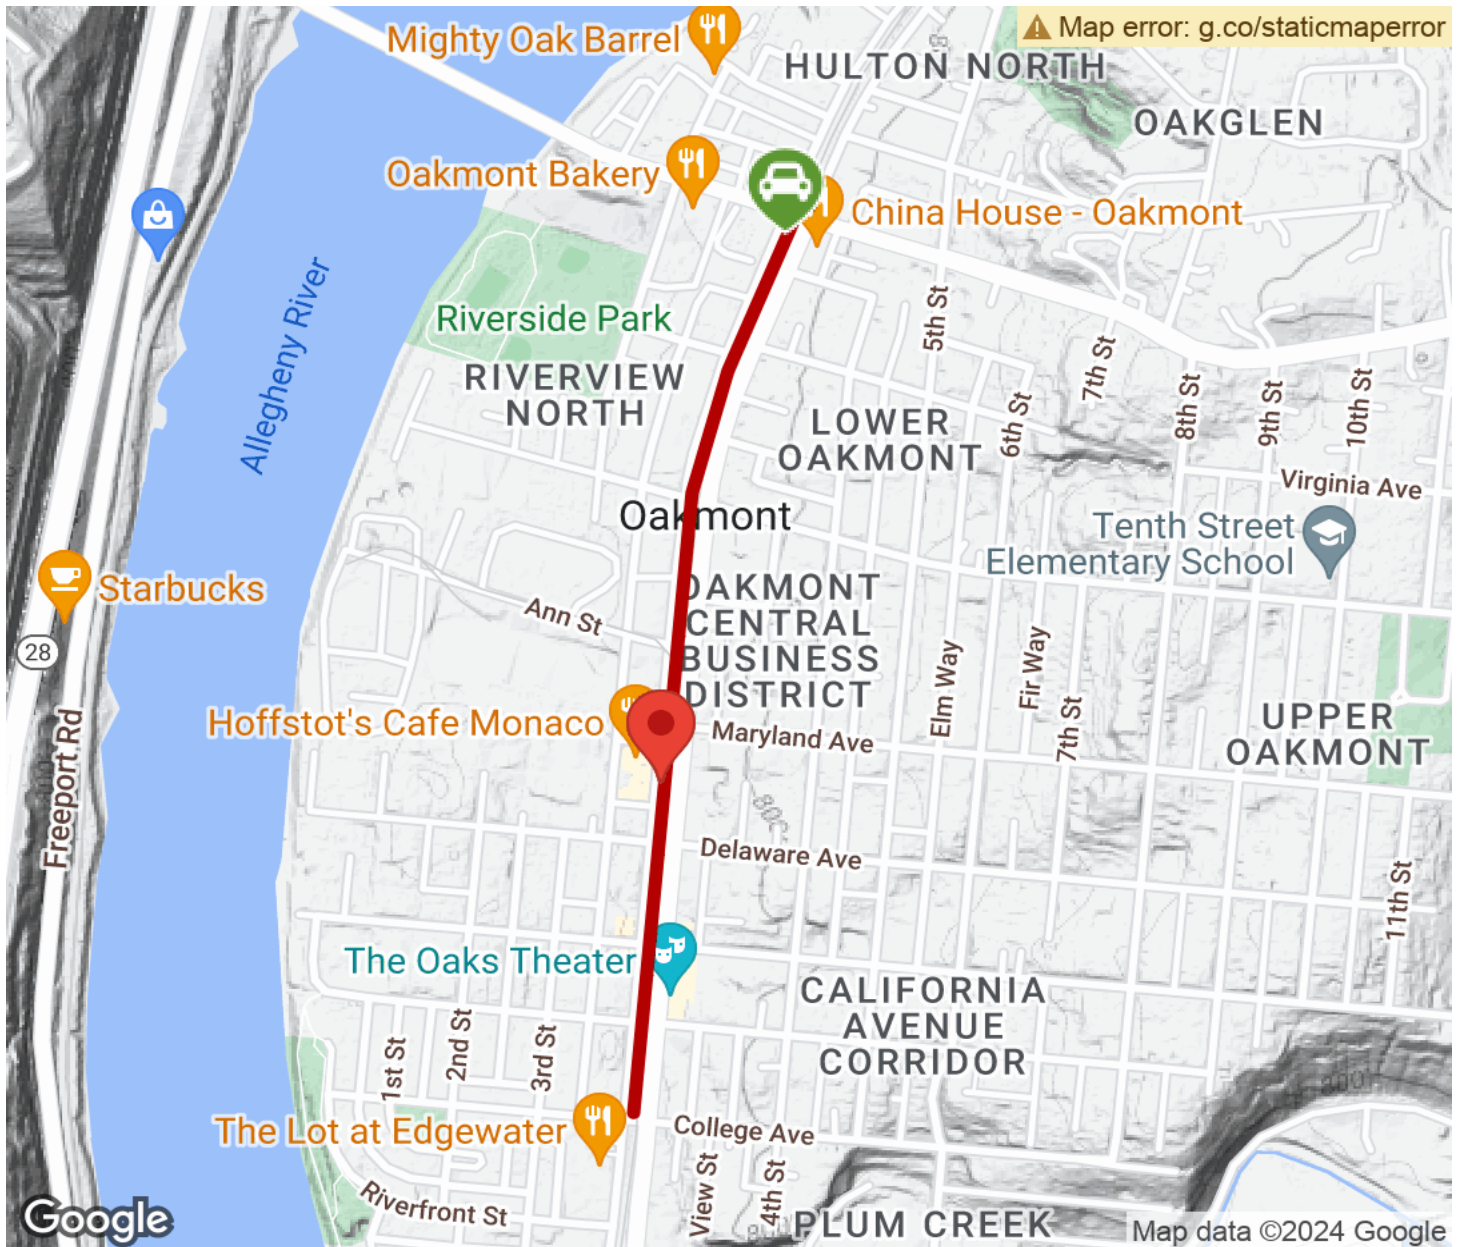 Map error: g.co/staticmaperror
Mighty Oak Barrel
HULTON NORTH
OAKGLEN
Oakmont Bakery
China House - Oakmont
Allegheny River
Riverside Park
5th St
RIVERVIEW
NORTH
7th St
8th St
9th St
10th St
6th St
LOWER
OAKMONT
Virginia Ave
Oakmont
Tenth Street
Elementary School
Starbucks
OAKMONT
CENTRAL
BUSINESS
DISTRICT
Ann St
28
Elm Way
Fir Way
7th St
Hoffstot's Cafe Monaco
Maryland Ave
UPPER
OAKMONT
Freeport Rd
800
Delaware Ave
11th St
The Oaks Theater
CALIFORNIA
AVENUE
CORRIDOR
1st St
2nd St
3rd St
The Lot at Edgewater
College Ave
View St
4th St
Riverfront St
PLUM CREEK
Google
Map data ©2024 Google